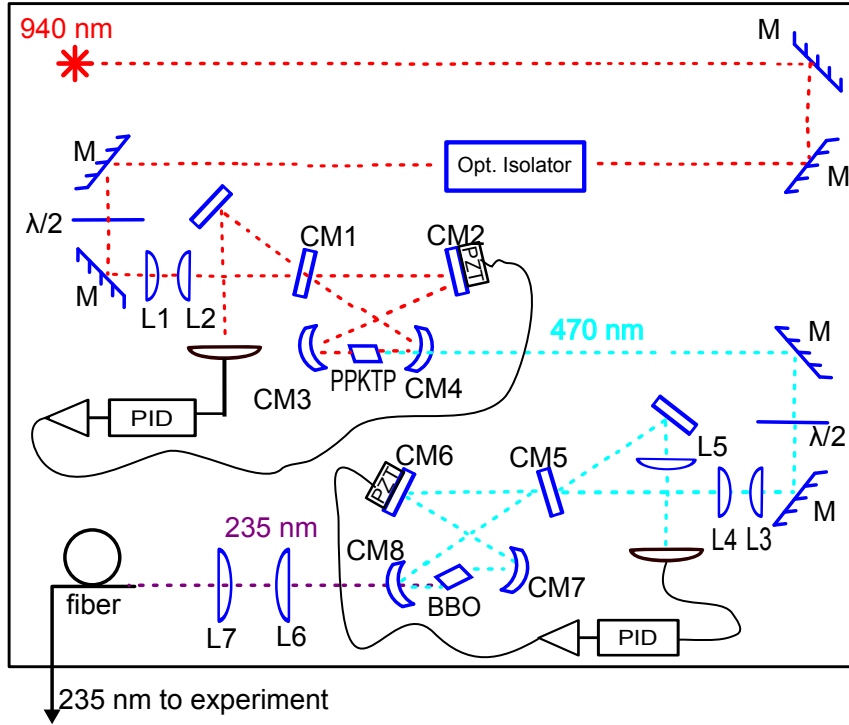 940 nm
M
M
Opt. Isolator
M
λ/2
CM1
CM2
PZT
M
L1
L2
470 nm
M
PPKTP
CM4
CM3
PID
λ/2
L5
CM6
CM5
PZT
M
L4
L3
235 nm
CM8
CM7
BBO
fiber
L7
L6
PID
235 nm to experiment